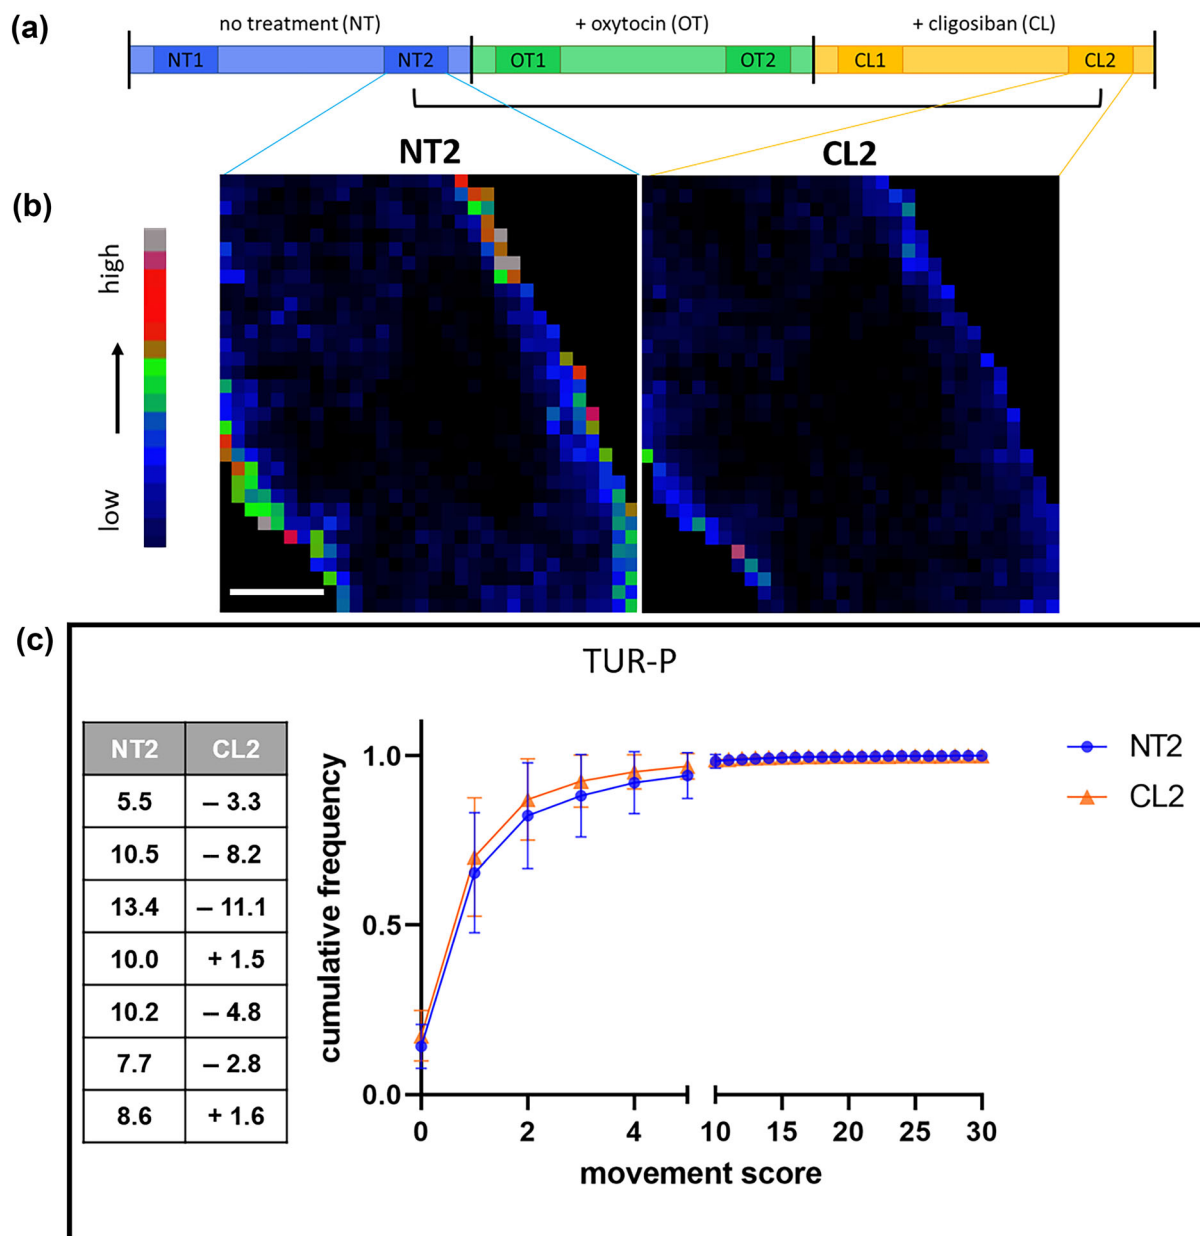 (a)
no treatment (NT) + oxytocin (OT) + cligosiban (CL)
NT1 NT2 OT1 OT2 CL1 CL2
NT2 CL2
(b)
high
low
(c)
TUR-P
NT2 CL2
5.5 – 3.3
10.5 – 8.2
13.4 – 11.1
10.0 + 1.5
10.2 – 4.8
7.7 – 2.8
8.6 + 1.6
cumulative frequency
1.0
0.5
0.0
0 2 4 10 15 20 25 30
movement score
NT2
CL2